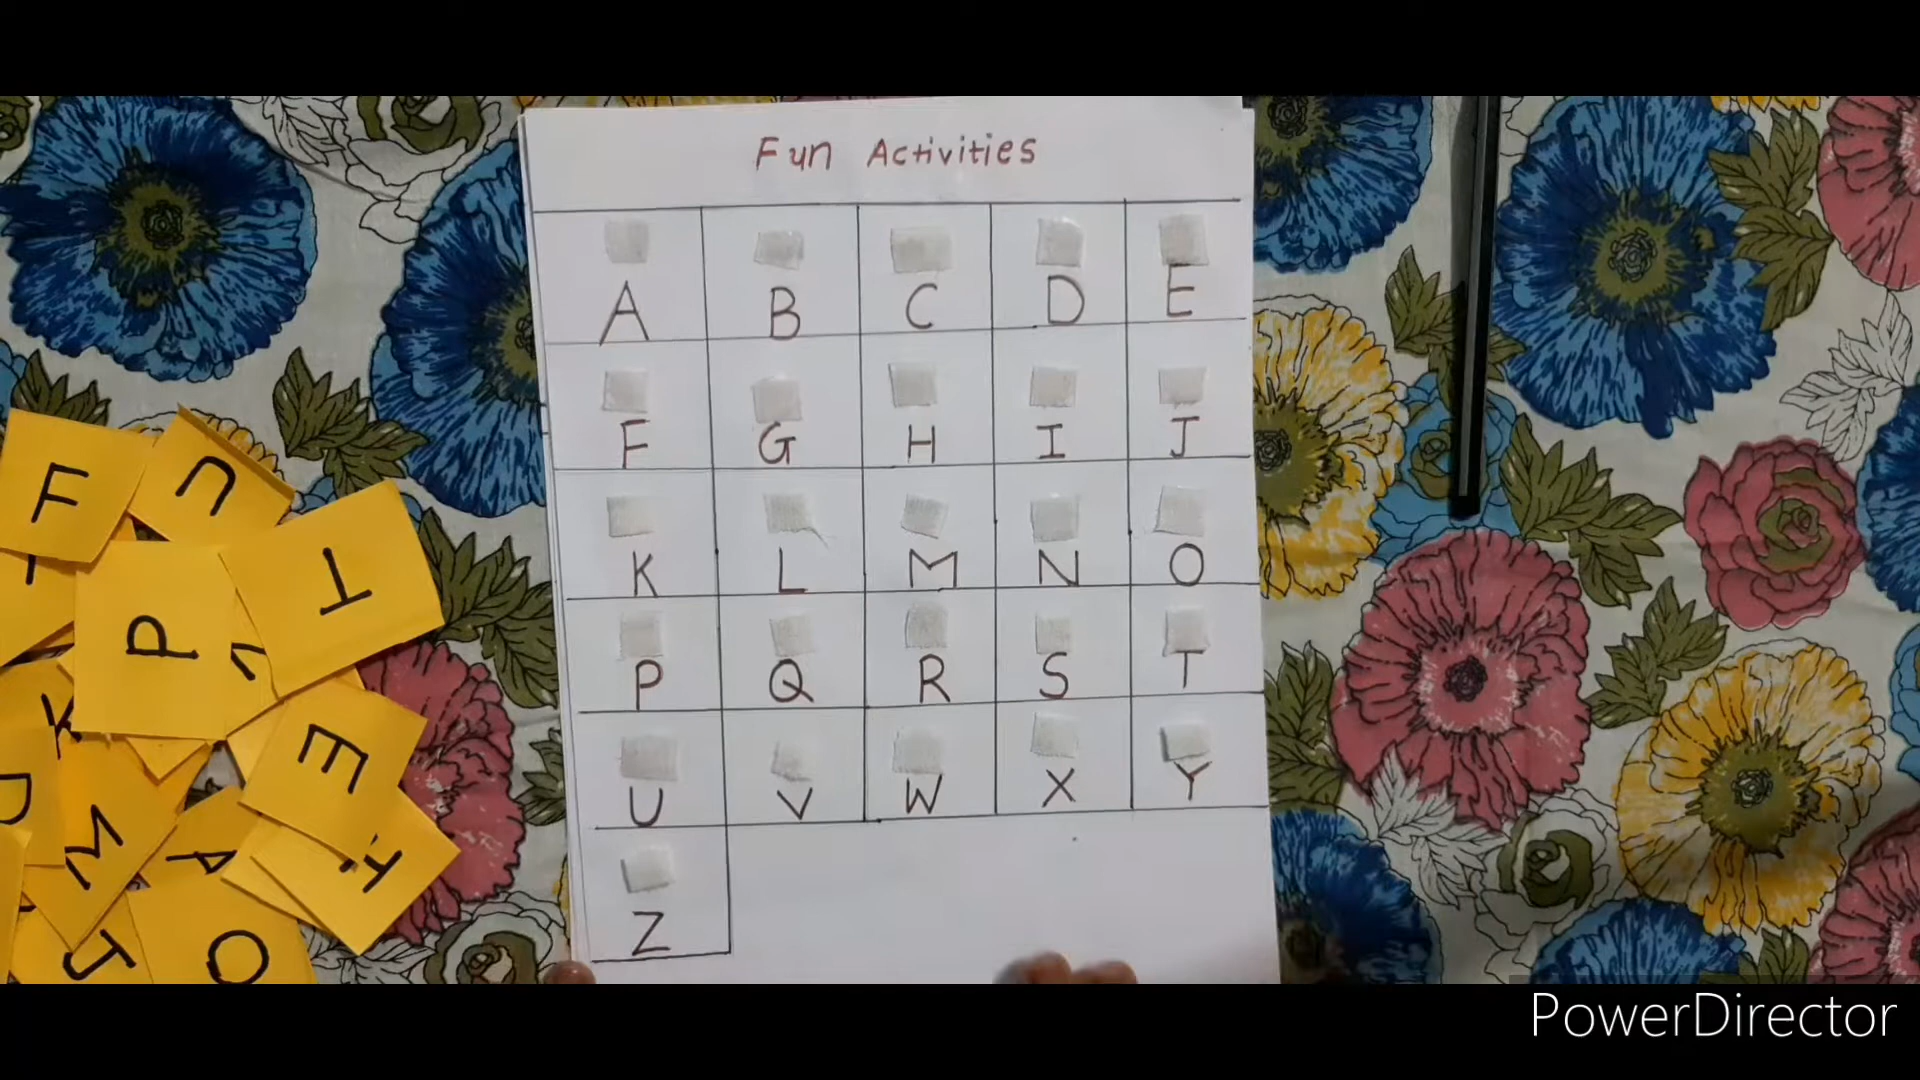 Fun Activities
A B C D E
F G H I J
K L M N O
P Q R S T
U V W X Y
Z
F
U
T
P
V
K
E
D
M
A
I
J
O
PowerDirector